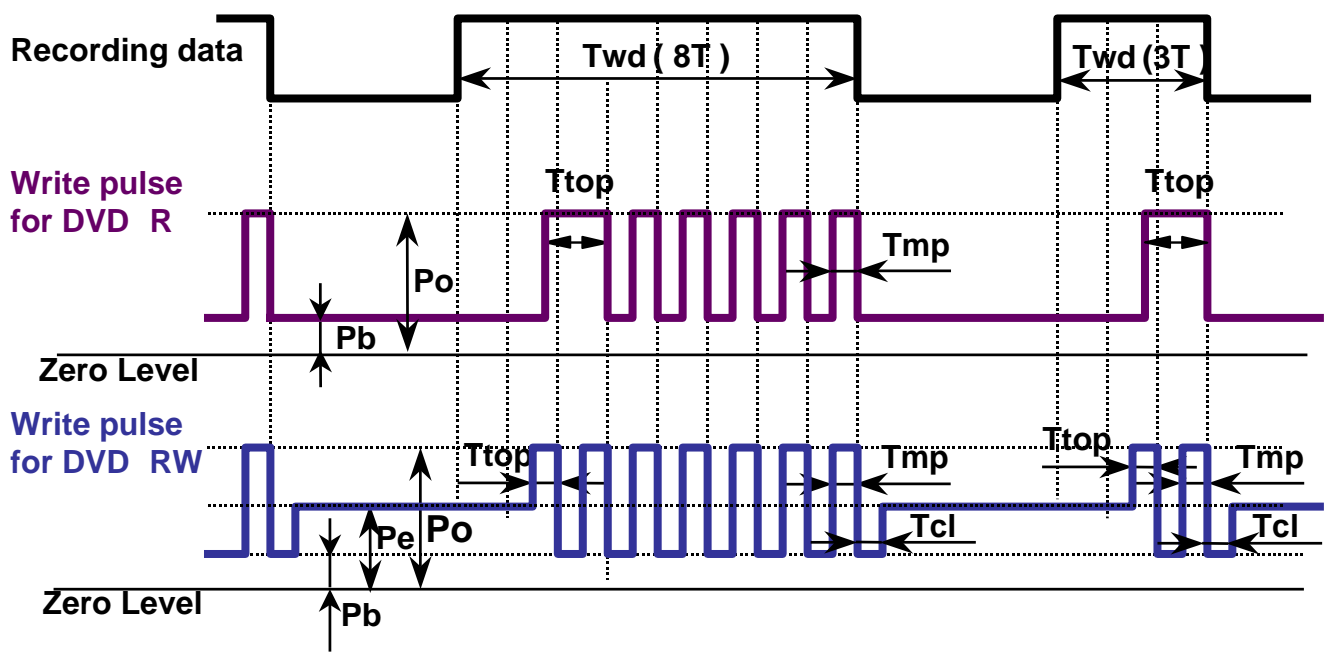 Recording data
Twd ( 8T )
Twd (3T )
Write pulse
for DVD R
Ttop
Ttop
Tmp
Po
Pb
Zero Level
Write pulse
for DVD RW
Ttop
Tmp
Ttop
Tmp
Pe
Po
Tcl
Tcl
Zero Level
Pb